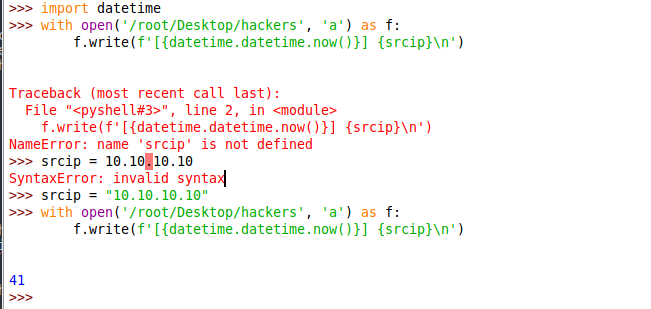 >>> import datetime
>>> with open('/root/Desktop/hackers', 'a') as f:
        f.write(f'[{datetime.datetime.now()}] {srcip}\n')
Traceback (most recent call last):
  File "<pyshell#3>", line 2, in <module>
    f.write(f'[{datetime.datetime.now()}] {srcip}\n')
NameError: name 'srcip' is not defined
>>> srcip = 10.10.10.10
SyntaxError: invalid syntax
>>> srcip = "10.10.10.10"
>>> with open('/root/Desktop/hackers', 'a') as f:
        f.write(f'[{datetime.datetime.now()}] {srcip}\n')
41
>>>